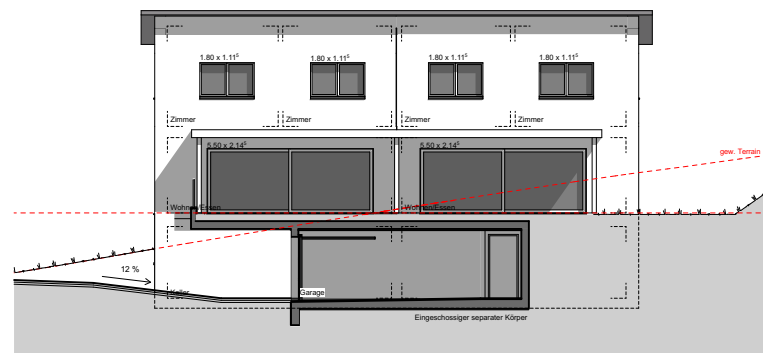 1.80 x 1.11⁵ 1.80 x 1.11⁵ 1.80 x 1.11⁵ 1.80 x 1.11⁵
Zimmer Zimmer Zimmer Zimmer
5.50 x 2.14⁵ 5.50 x 2.14⁵
gew. Terrain
Wohnen/Essen Wohnen/Essen
12 %
Keller Garage
Eingeschossiger separater Körper